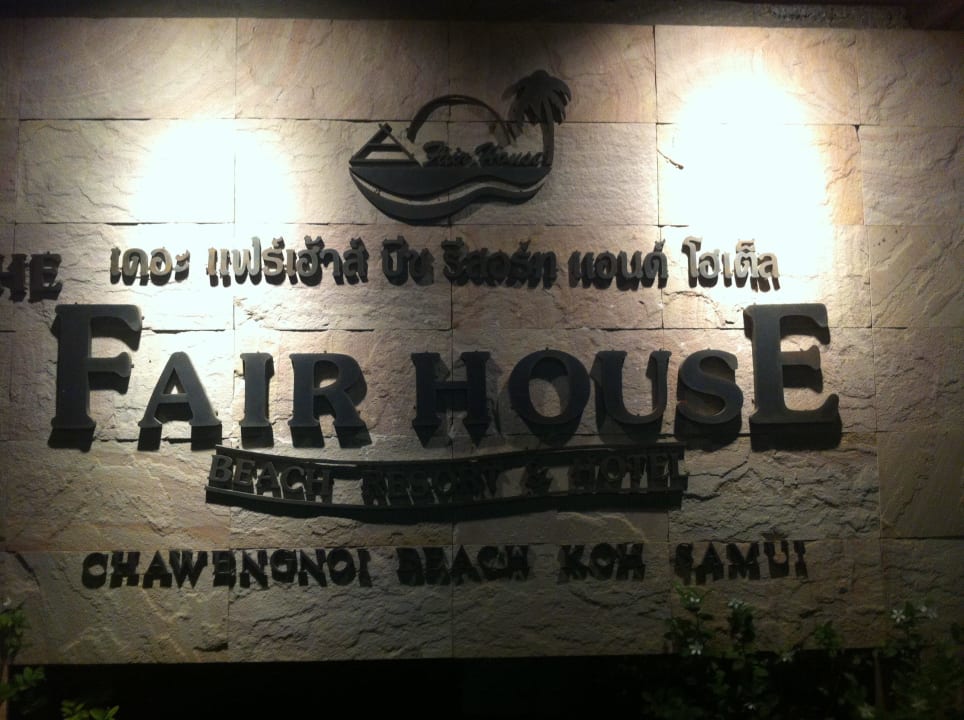 Fair House
เดอะ แฟร์เฮ้าส์ บีช รีสอร์ท แอนด์ โฮเต็ล
HE
FAIR HOUSE
BEACH RESORT & HOTEL
CHAWENGNOI BEACH KOH SAMUI